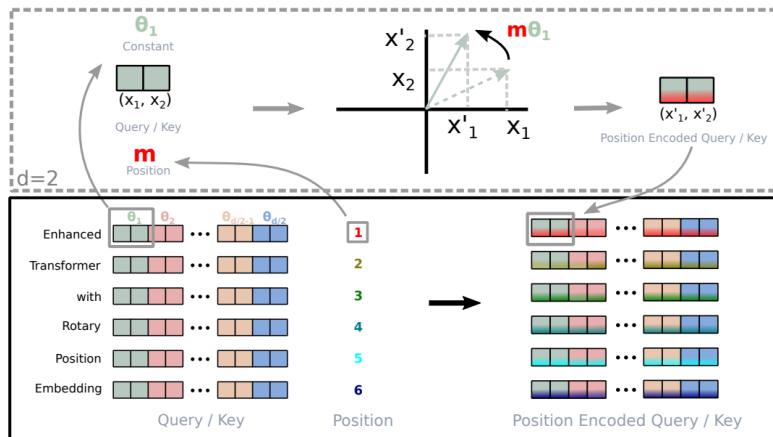 θ₁
Constant
(x₁, x₂)
Query / Key
m
Position
d=2
x'₂
x₂
x'₁
x₁
mθ₁
(x'₁, x'₂)
Position Encoded Query / Key
θ₁ θ₂ θd/2-1 θd/2
Enhanced ••• 1 •••
Transformer ••• 2 •••
with ••• 3 •••
Rotary ••• 4 •••
Position ••• 5 •••
Embedding ••• 6 •••
Query / Key Position Position Encoded Query / Key